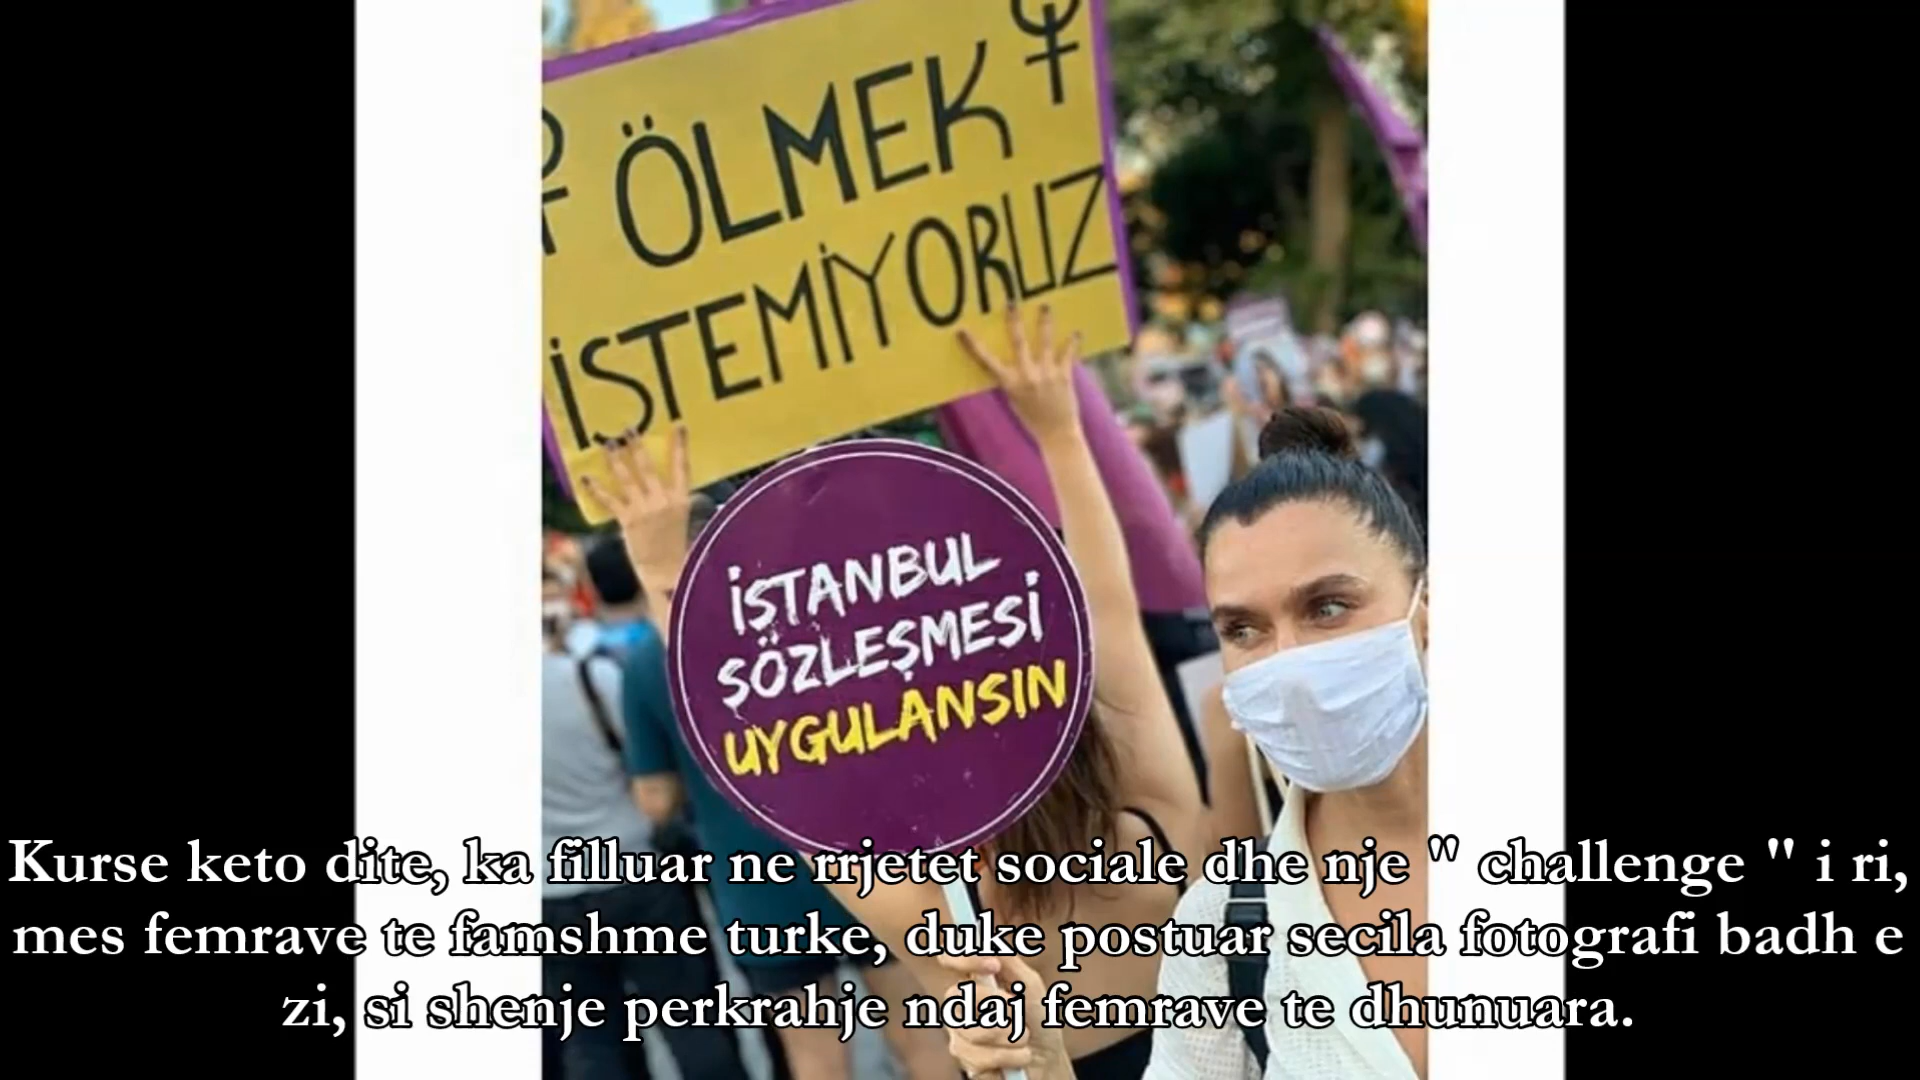 ÖLMEK
İSTEMİYORUZ
İSTANBUL
SÖZLEŞMESİ
UYGULANSIN
Kurse keto dite, ka filluar ne rrjetet sociale dhe nje " challenge " i ri,
mes femrave te famshme turke, duke postuar secila fotografi badh e
zi, si shenje perkrahje ndaj femrave te dhunuara.